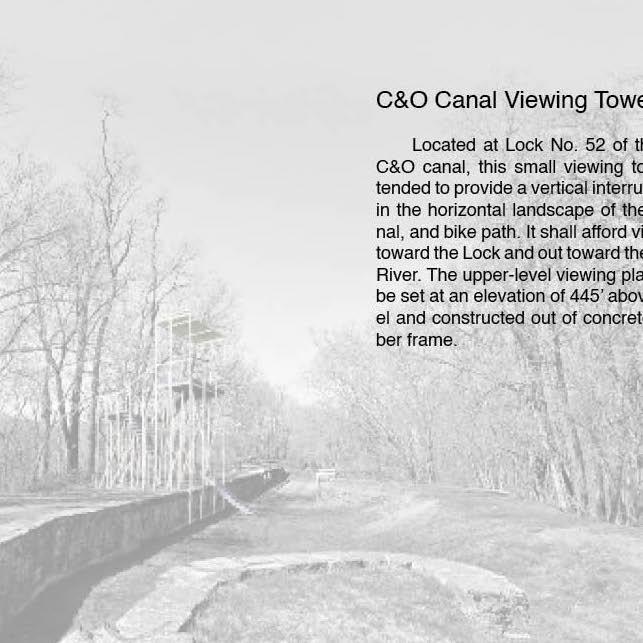 C&O Canal Viewing Towe
Located at Lock No. 52 of th
C&O canal, this small viewing to
tended to provide a vertical interru
in the horizontal landscape of the
nal, and bike path. It shall afford vi
toward the Lock and out toward the
River. The upper-level viewing pla
be set at an elevation of 445' abov
el and constructed out of concrete
ber frame.